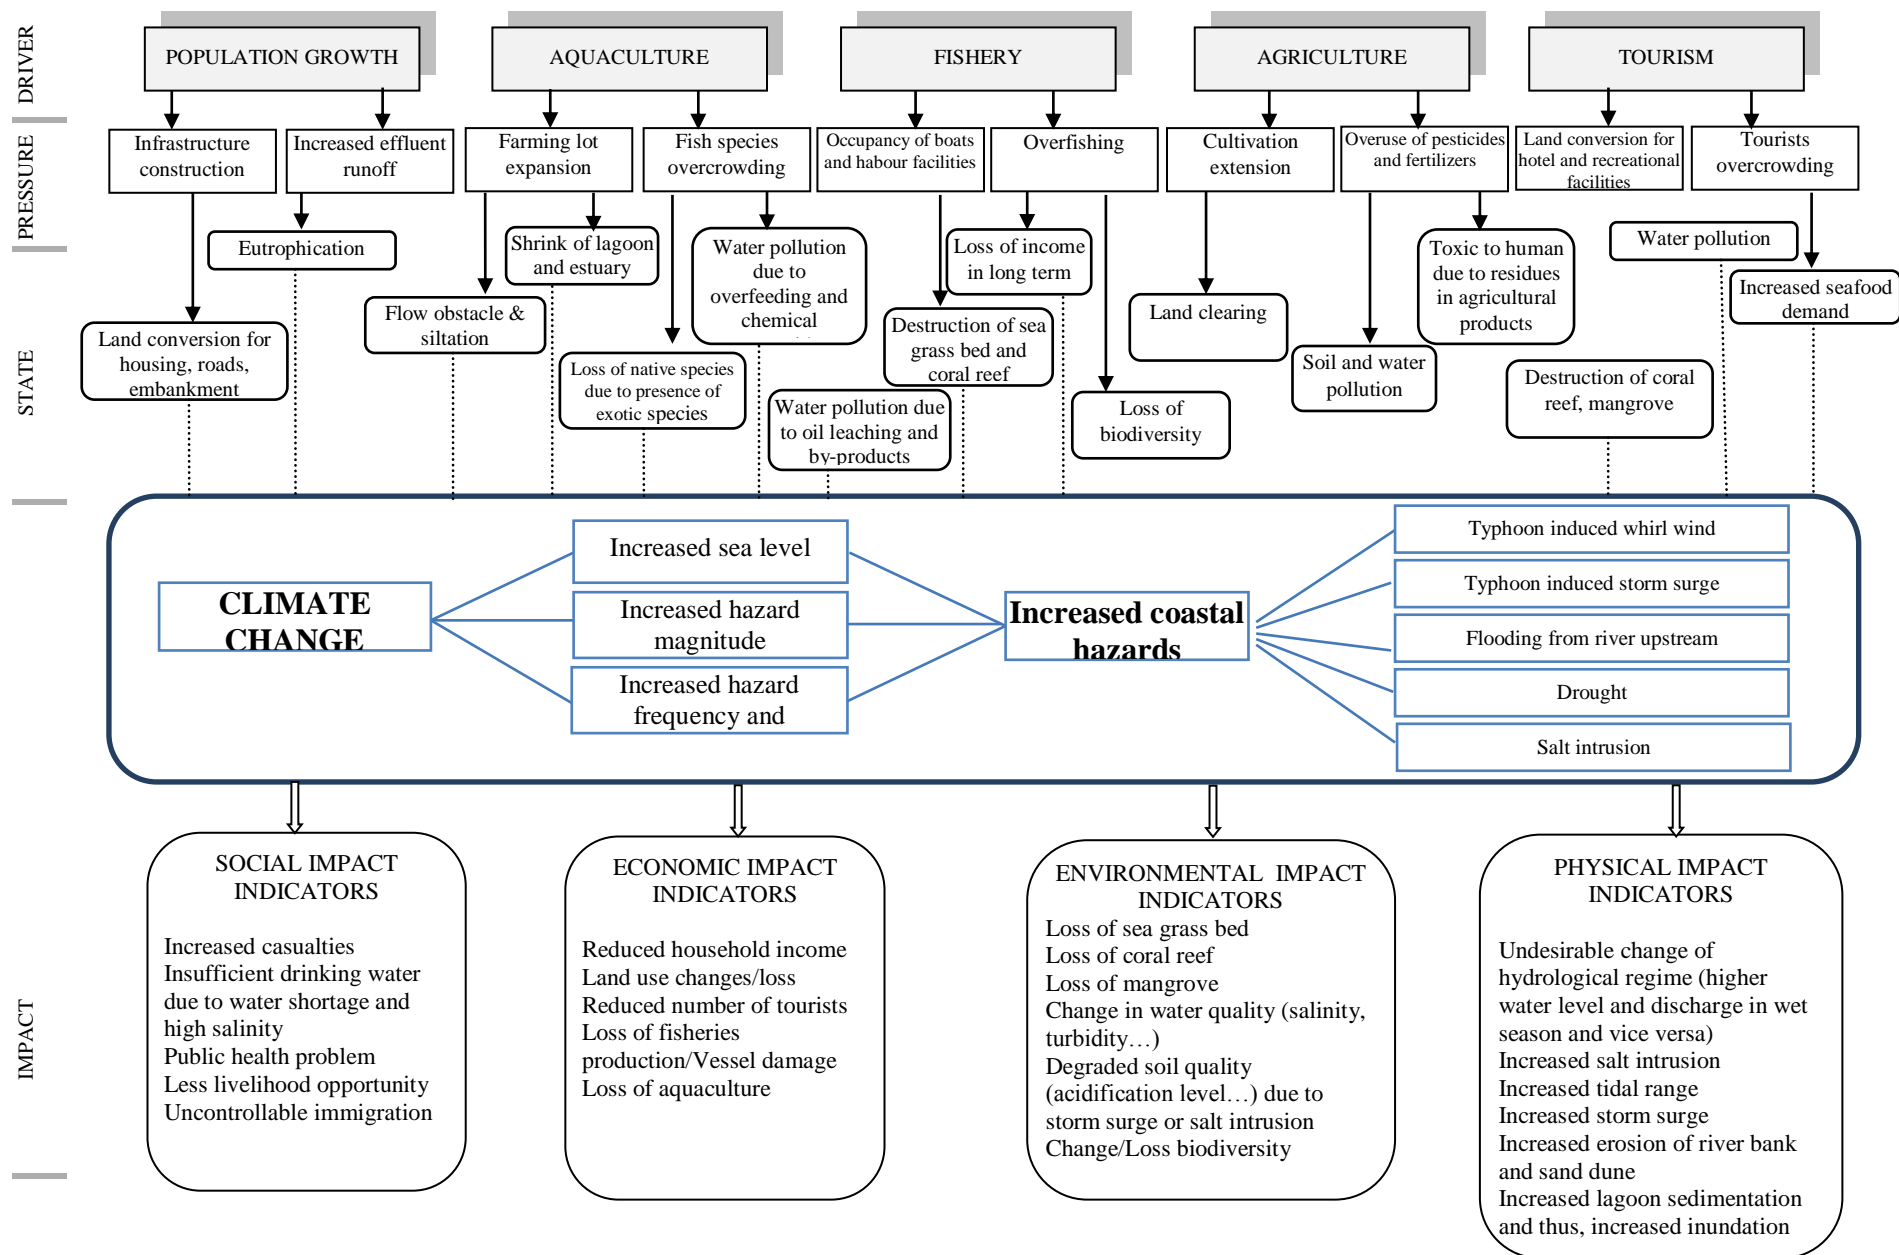 DRIVER
POPULATION GROWTH
AQUACULTURE
FISHERY
AGRICULTURE
TOURISM
PRESSURE
Infrastructure
construction
Increased effluent
runoff
Farming lot
expansion
Fish species
overcrowding
Occupancy of boats
and habour facilities
Overfishing
Cultivation
extension
Overuse of pesticides
and fertilizers
Land conversion for
hotel and recreational
facilities
Tourists
overcrowding
STATE
Eutrophication
Shrink of lagoon
and estuary
Water pollution
due to
overfeeding and
chemical
Loss of income
in long term
Toxic to human
due to residues
in agricultural
products
Water pollution
Increased seafood
demand
Land conversion for
housing, roads,
embankment
Flow obstacle &
siltation
Loss of native species
due to presence of
exotic species
Destruction of sea
grass bed and
coral reef
Water pollution due
to oil leaching and
by-products
Loss of
biodiversity
Land clearing
Soil and water
pollution
Destruction of coral
reef, mangrove
CLIMATE
CHANGE
Increased sea level
Increased hazard
magnitude
Increased hazard
frequency and
Increased coastal
hazards
Typhoon induced whirl wind
Typhoon induced storm surge
Flooding from river upstream
Drought
Salt intrusion
IMPACT
SOCIAL IMPACT
INDICATORS
Increased casualties
Insufficient drinking water
due to water shortage and
high salinity
Public health problem
Less livelihood opportunity
Uncontrollable immigration
ECONOMIC IMPACT
INDICATORS
Reduced household income
Land use changes/loss
Reduced number of tourists
Loss of fisheries
production/Vessel damage
Loss of aquaculture
ENVIRONMENTAL IMPACT
INDICATORS
Loss of sea grass bed
Loss of coral reef
Loss of mangrove
Change in water quality (salinity,
turbidity…)
Degraded soil quality
(acidification level…) due to
storm surge or salt intrusion
Change/Loss biodiversity
PHYSICAL IMPACT
INDICATORS
Undesirable change of
hydrological regime (higher
water level and discharge in wet
season and vice versa)
Increased salt intrusion
Increased tidal range
Increased storm surge
Increased erosion of river bank
and sand dune
Increased lagoon sedimentation
and thus, increased inundation